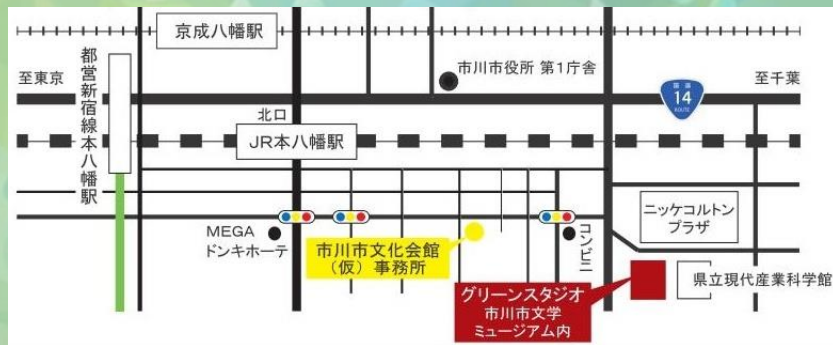 京成八幡駅
都営新宿線本八幡駅
至東京
市川市役所 第1庁舎
国道
14
ROUTE
至千葉
北口
JR本八幡駅
MEGA
ドンキホーテ
市川市文化会館
（仮）事務所
コンビニ
ニッケコルトン
プラザ
県立現代産業科学館
グリーンスタジオ
市川市文学
ミュージアム内